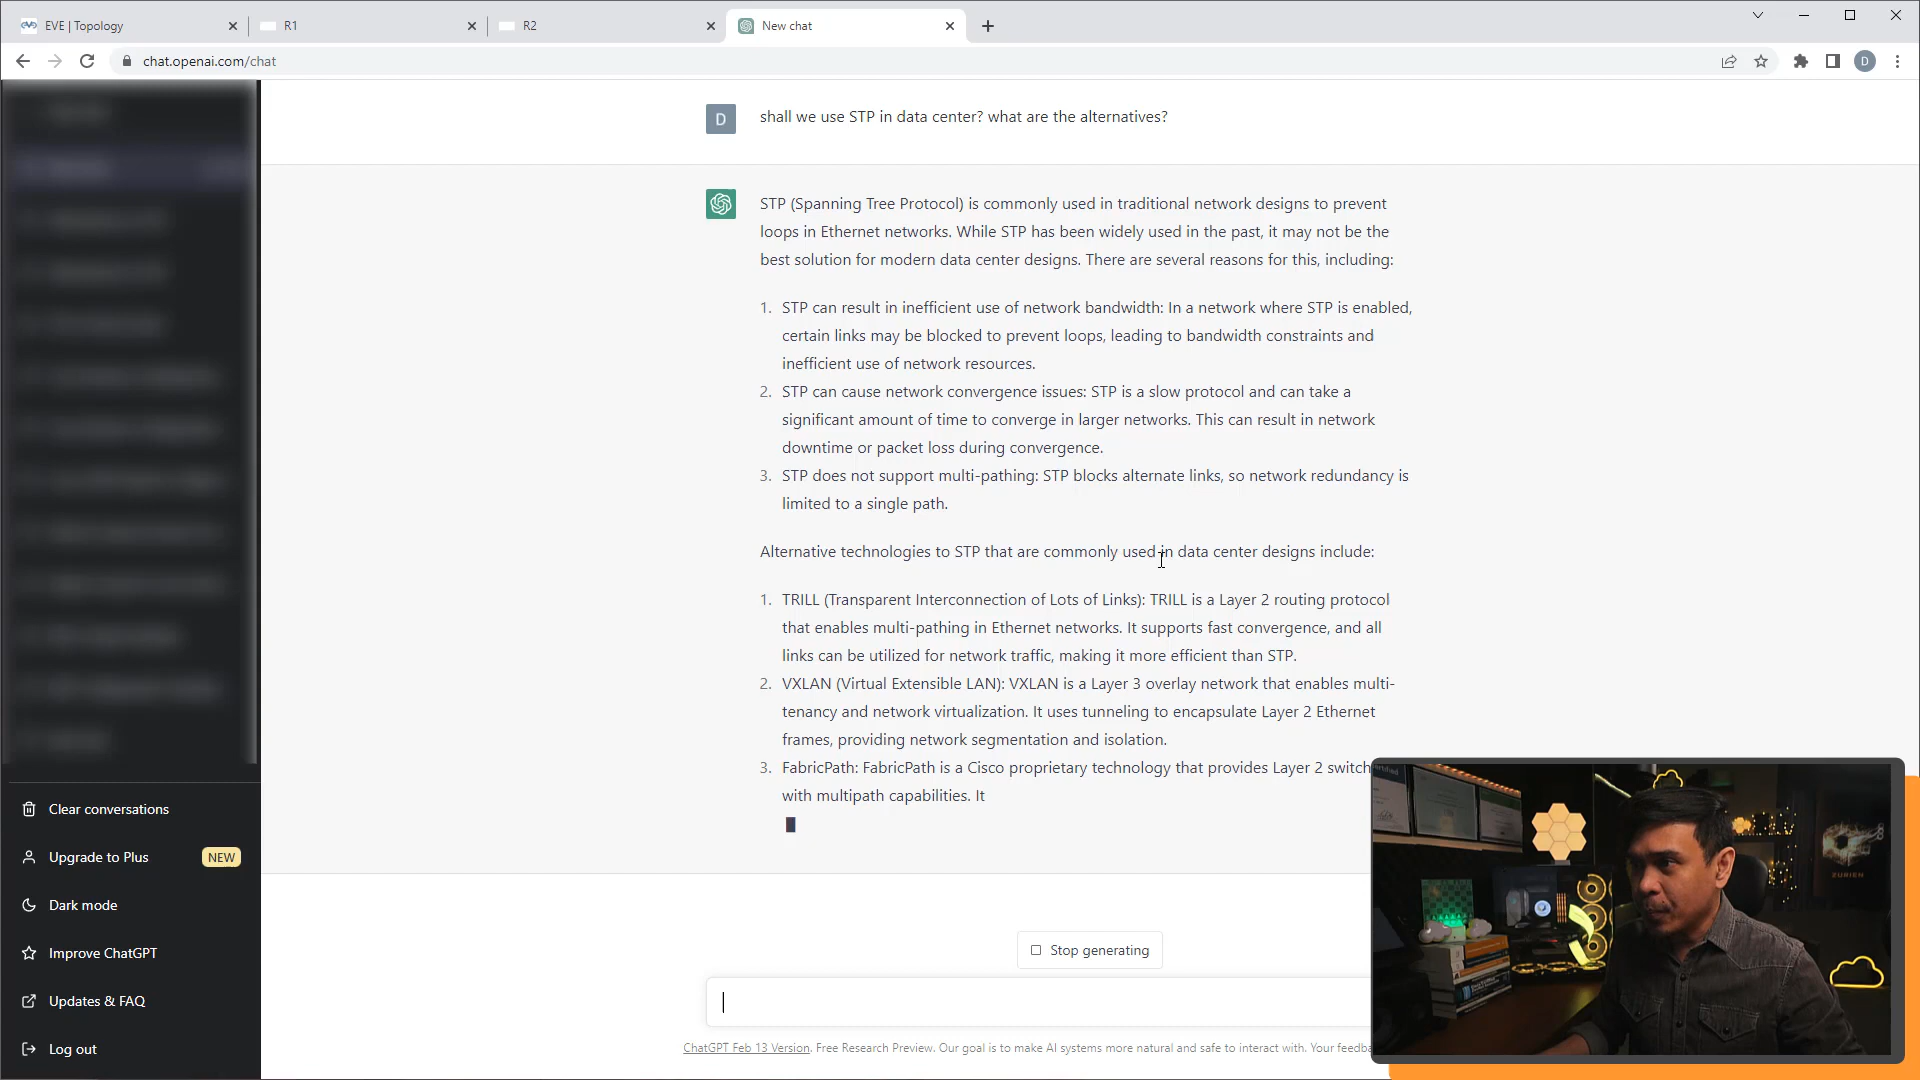 EVE | Topology
R1
R2
New chat
chat.openai.com/chat
D
D
shall we use STP in data center? what are the alternatives?
STP (Spanning Tree Protocol) is commonly used in traditional network designs to prevent
loops in Ethernet networks. While STP has been widely used in the past, it may not be the
best solution for modern data center designs. There are several reasons for this, including:
1. STP can result in inefficient use of network bandwidth: In a network where STP is enabled,
certain links may be blocked to prevent loops, leading to bandwidth constraints and
inefficient use of network resources.
2. STP can cause network convergence issues: STP is a slow protocol and can take a
significant amount of time to converge in larger networks. This can result in network
downtime or packet loss during convergence.
3. STP does not support multi-pathing: STP blocks alternate links, so network redundancy is
limited to a single path.
Alternative technologies to STP that are commonly used in data center designs include:
1. TRILL (Transparent Interconnection of Lots of Links): TRILL is a Layer 2 routing protocol
that enables multi-pathing in Ethernet networks. It supports fast convergence, and all
links can be utilized for network traffic, making it more efficient than STP.
2. VXLAN (Virtual Extensible LAN): VXLAN is a Layer 3 overlay network that enables multi-
tenancy and network virtualization. It uses tunneling to encapsulate Layer 2 Ethernet
frames, providing network segmentation and isolation.
3. FabricPath: FabricPath is a Cisco proprietary technology that provides Layer 2 switch
with multipath capabilities. It
Clear conversations
Upgrade to Plus NEW
Dark mode
Improve ChatGPT
Updates & FAQ
Log out
Stop generating
ChatGPT Feb 13 Version. Free Research Preview. Our goal is to make AI systems more natural and safe to interact with. Your feedba
ZURIEN